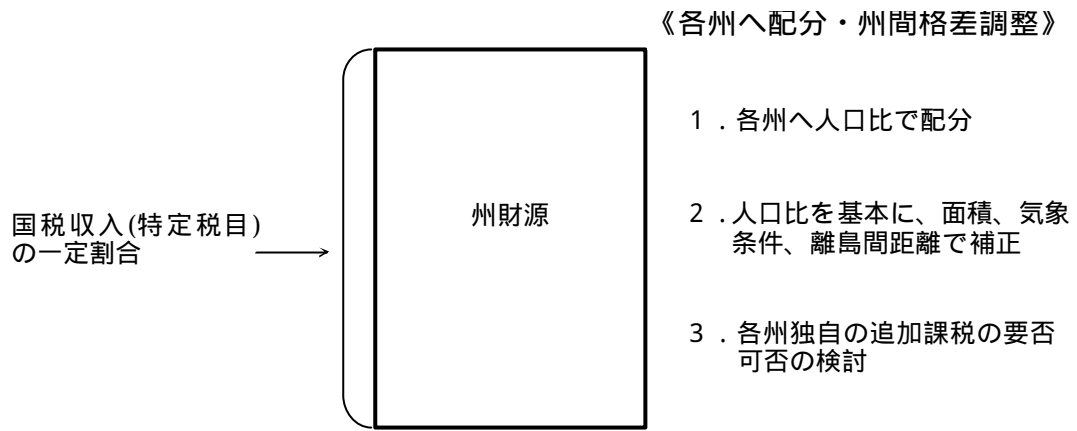 《各州へ配分・州間格差調整》
1．各州へ人口比で配分
州財源
国税収入(特定税目)
の一定割合
2．人口比を基本に、面積、気象
条件、離島間距離で補正
3．各州独自の追加課税の要否
可否の検討